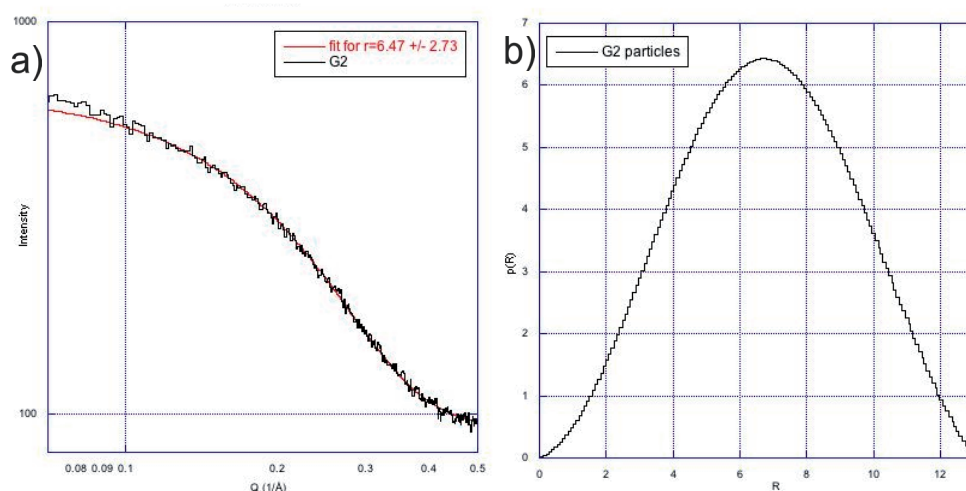 a)
1000
100
Intensity
fit for r=6.47 +/- 2.73
G2
0.08 0.09 0.1 0.2 0.3 0.4 0.5
Q (1/Å)
b)
7
6
5
4
3
2
1
0
p(R)
G2 particles
0 2 4 6 8 10 12
R